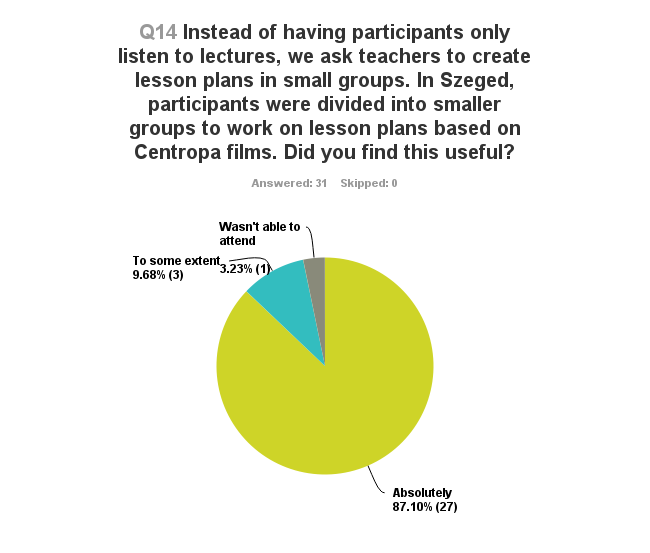 Q14 Instead of having participants only
listen to lectures, we ask teachers to create
lesson plans in small groups. In Szeged,
participants were divided into smaller
groups to work on lesson plans based on
Centropa films. Did you find this useful?
Answered: 31 Skipped: 0
Wasn't able to
attend
3.23% (1)
To some extent
9.68% (3)
Absolutely
87.10% (27)